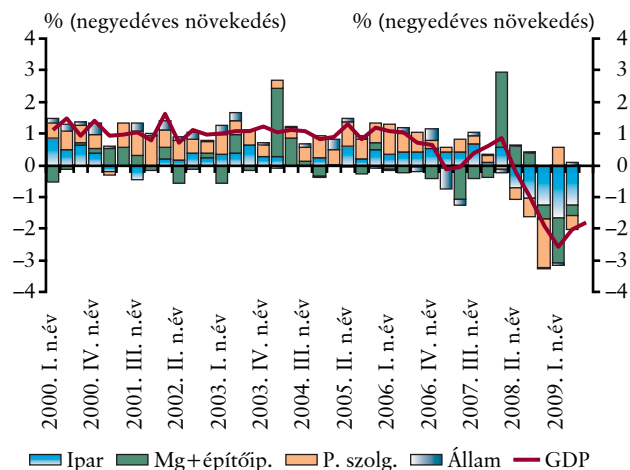 % (negyedéves növekedés) % (negyedéves növekedés)
4 4
3 3
2 2
1 1
0 0
−1 −1
−2 −2
−3 −3
−4 −4
2000. I. n.év
2000. IV. n.év
2001. III. n.év
2002. II. n.év
2003. I. n.év
2003. IV. n.év
2004. III. n.év
2005. II. n.év
2006. I. n.év
2006. IV. n.év
2007. III. n.év
2008. II. n.év
2009. I. n.év
Ipar Mg+építőip. P. szolg. Állam GDP